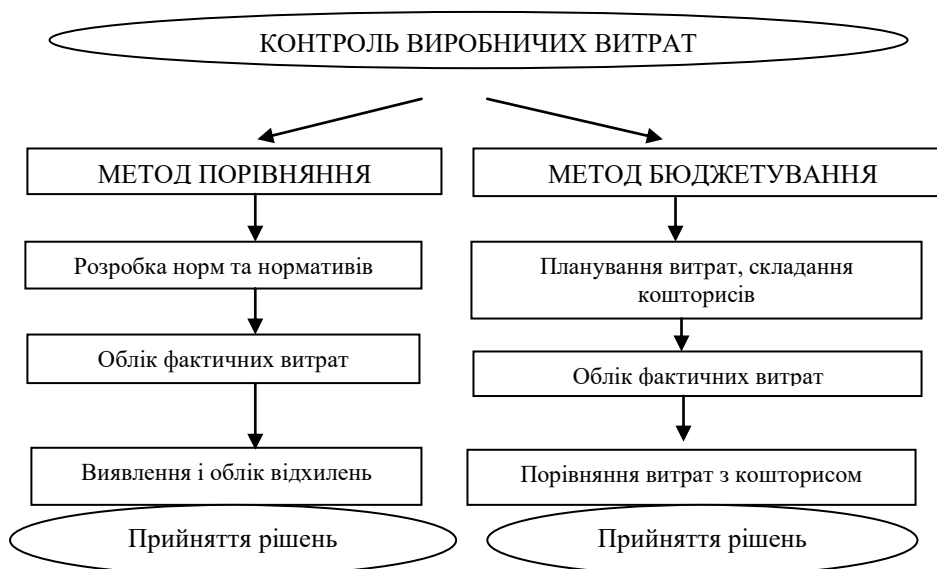 КОНТРОЛЬ ВИРОБНИЧИХ ВИТРАТ
МЕТОД ПОРІВНЯННЯ
Розробка норм та нормативів
Облік фактичних витрат
Виявлення і облік відхилень
Прийняття рішень
МЕТОД БЮДЖЕТУВАННЯ
Планування витрат, складання
кошторисів
Облік фактичних витрат
Порівняння витрат з кошторисом
Прийняття рішень